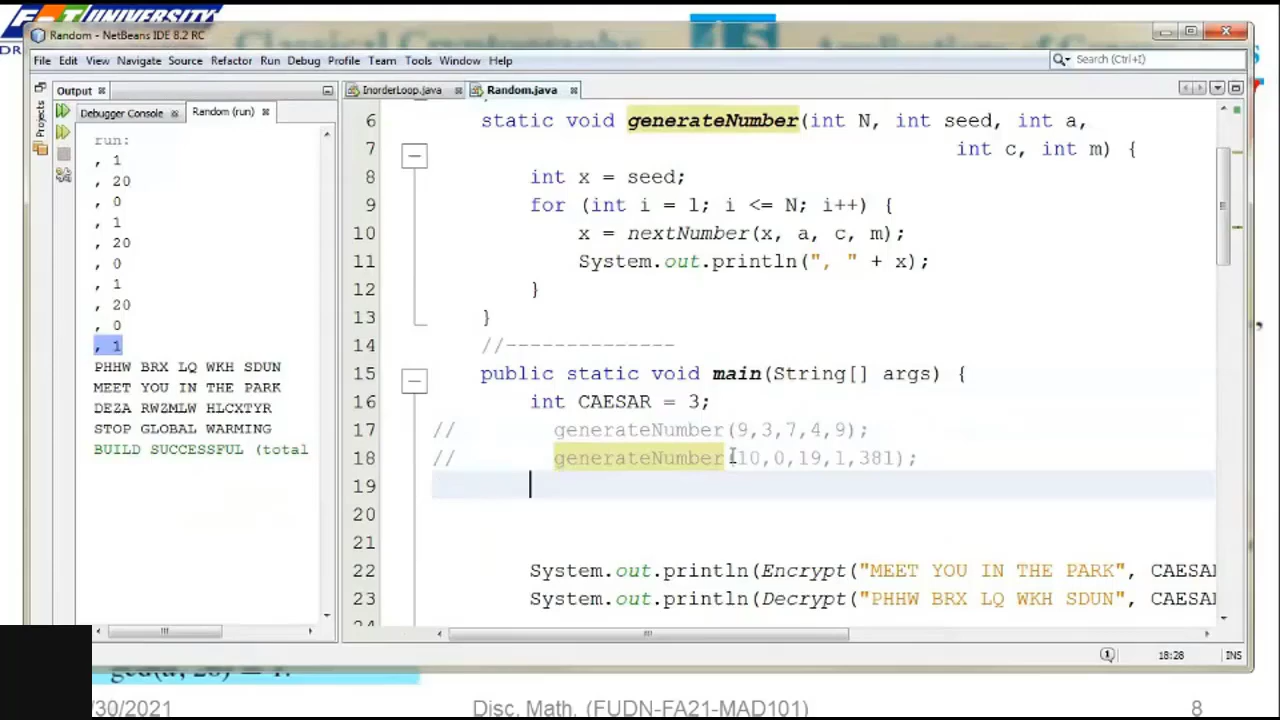 UNIVERSITY
Random - NetBeans IDE 8.2 RC
File Edit View Navigate Source Refactor Run Debug Profile Team Tools Window Help
Search (Ctrl+I)
Output
InorderLoop.java
Random.java
Debugger Console
Random (run)
Projects
run:
, 1
, 20
, 0
, 1
, 20
, 0
, 1
, 20
, 0
, 1
PHHW BRX LQ WKH SDUN
MEET YOU IN THE PARK
DEZA RWZMLW HLCXTYR
STOP GLOBAL WARMING
BUILD SUCCESSFUL (total
6 static void generateNumber(int N, int seed, int a,
7 int c, int m) {
8 int x = seed;
9 for (int i = 1; i <= N; i++) {
10 x = nextNumber(x, a, c, m);
11 System.out.println(", " + x);
12 }
13 }
14 //--------------
15 public static void main(String[] args) {
16 int CAESAR = 3;
17 // generateNumber(9,3,7,4,9);
18 // generateNumber(10,0,19,1,381);
19
20
21
22 System.out.println(Encrypt("MEET YOU IN THE PARK", CAESA
23 System.out.println(Decrypt("PHHW BRX LQ WKH SDUN", CAESA
18:28 INS
/30/2021
Disc. Math. (FUDN-FA21-MAD101)
8